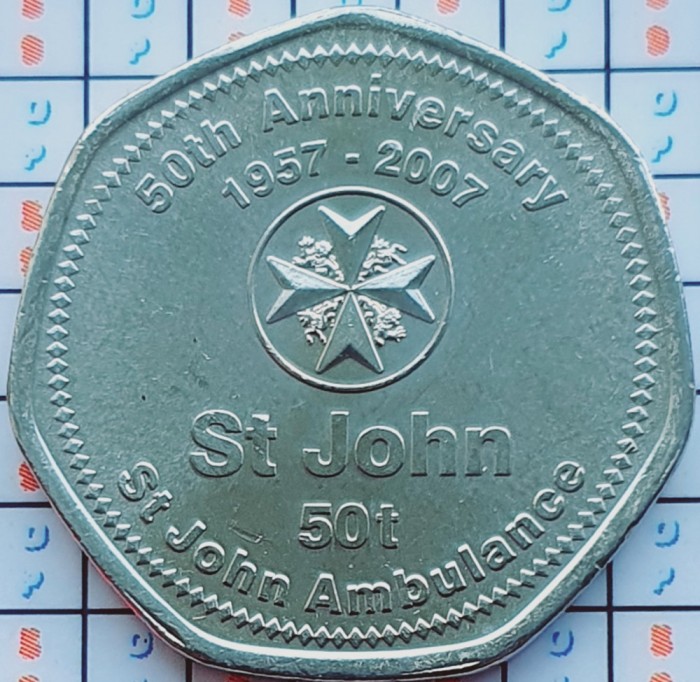 50th Anniversary
1957 - 2007
St John
50t
St John Ambulance